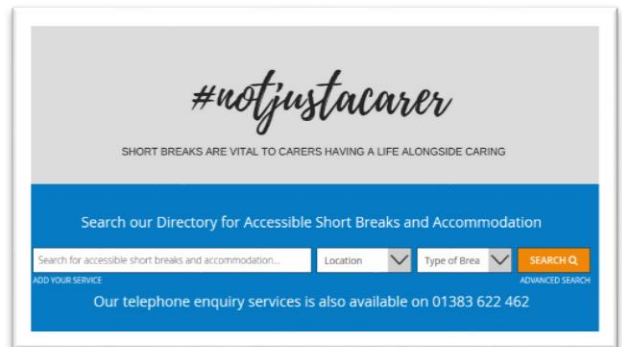 #notjustacarer
SHORT BREAKS ARE VITAL TO CARERS HAVING A LIFE ALONGSIDE CARING
Search our Directory for Accessible Short Breaks and Accommodation
Search for accessible short breaks and accommodation... Location Type of Brea SEARCH
ADD YOUR SERVICE ADVANCED SEARCH
Our telephone enquiry services is also available on 01383 622 462